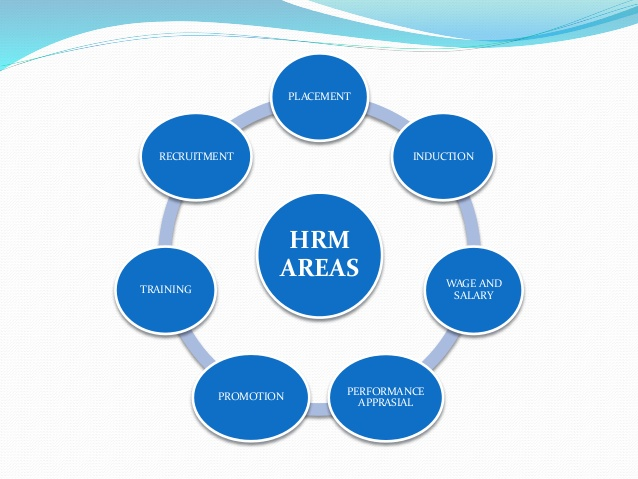 PLACEMENT
INDUCTION
WAGE AND
SALARY
PERFORMANCE
APPRASIAL
PROMOTION
TRAINING
RECRUITMENT
HRM
AREAS